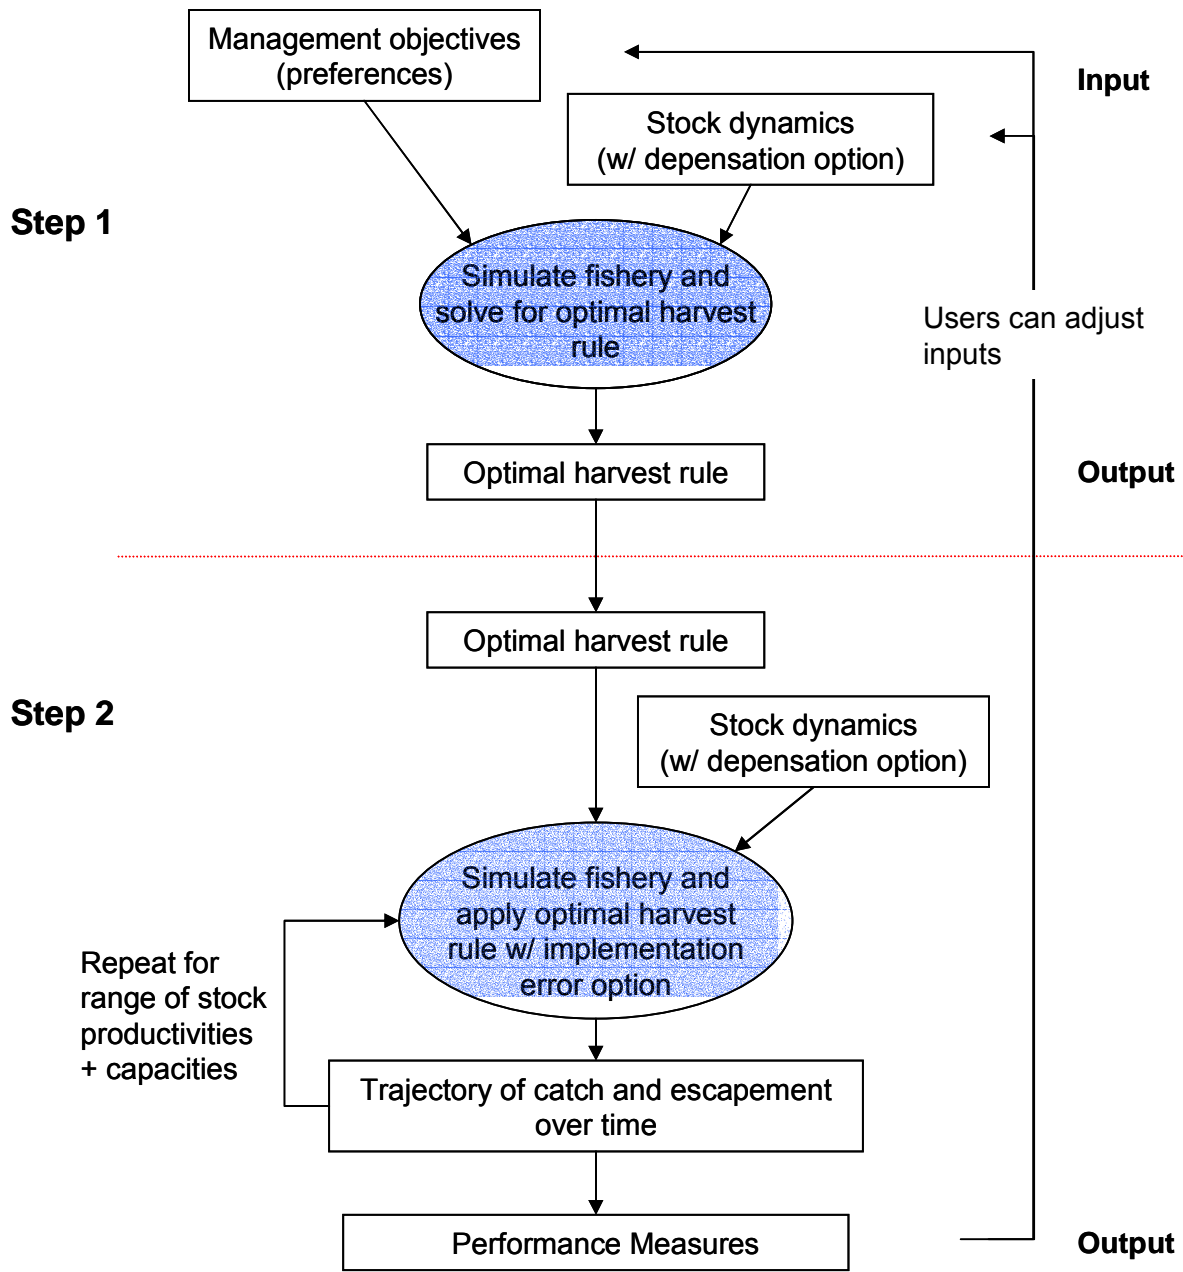 Management objectives
(preferences)
Input
Stock dynamics
(w/ depensation option)
Step 1
Simulate fishery and
solve for optimal harvest
rule
Users can adjust
inputs
Optimal harvest rule
Output
Optimal harvest rule
Step 2
Stock dynamics
(w/ depensation option)
Simulate fishery and
apply optimal harvest
rule w/ implementation
error option
Repeat for
range of stock
productivities
+ capacities
Trajectory of catch and escapement
over time
Performance Measures
Output